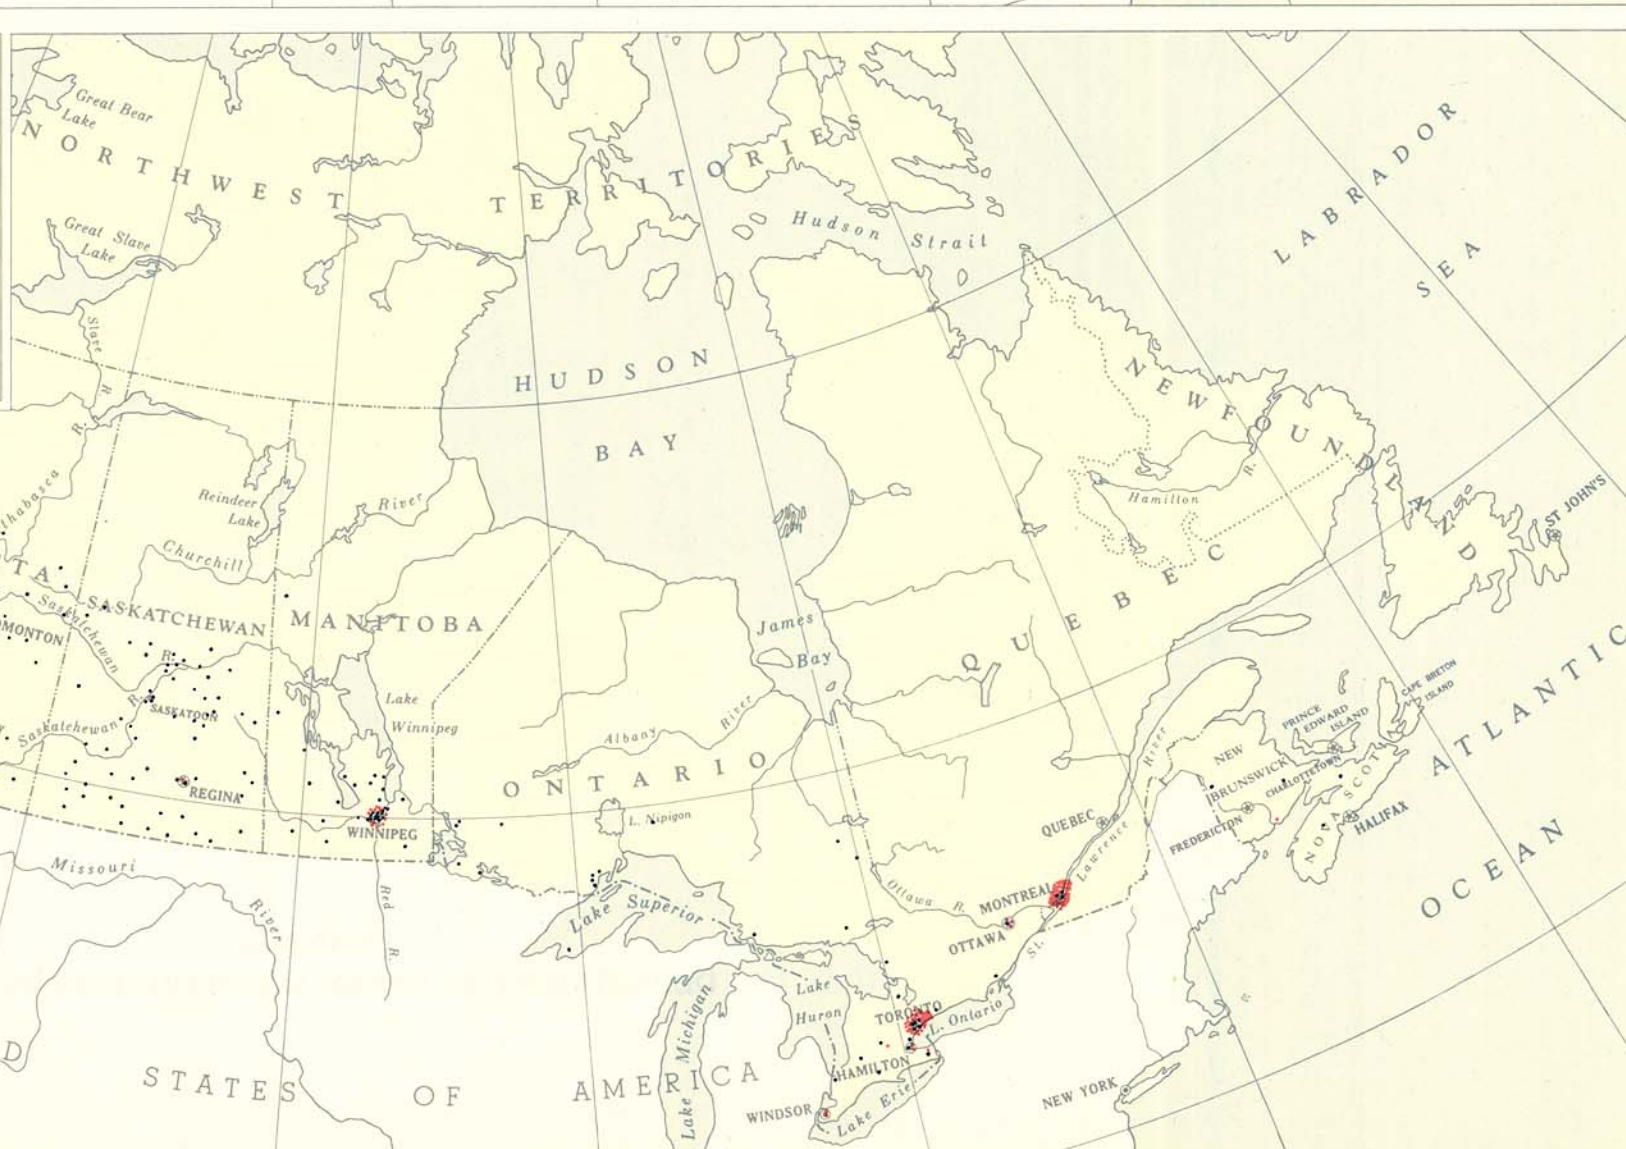 Great Bear
Lake
NORTHWEST TERRITORIES
Great Slave
Lake
Slave
R.
Hudson Strait
LABRADOR
SEA
HUDSON
BAY
NEWFOUNDLAND
Hamilton
R.
ST JOHN'S
R.
Athabasca
Reindeer
Lake
Churchill
River
TA
SASKATCHEWAN
MANITOBA
MONTON
Saskatchewan
R.
R.
SASKATOON
Saskatchewan
REGINA
Lake
Winnipeg
WINNIPEG
James
Bay
QUEBEC
Albany
River
ONTARIO
L. Nipigon
River
NEW
BRUNSWICK
PRINCE
EDWARD
ISLAND
CAPE BRETON
ISLAND
CHARLOTTETOWN
NOVA SCOTIA
HALIFAX
FREDERICTON
ATLANTIC
OCEAN
QUEBEC
St. Lawrence
MONTREAL
Ottawa R.
OTTAWA
Missouri
River
Red
R.
Lake Superior
Lake Michigan
Lake
Huron
TORONTO
L. Ontario
HAMILTON
WINDSOR
Lake Erie
NEW YORK
D STATES OF AMERICA